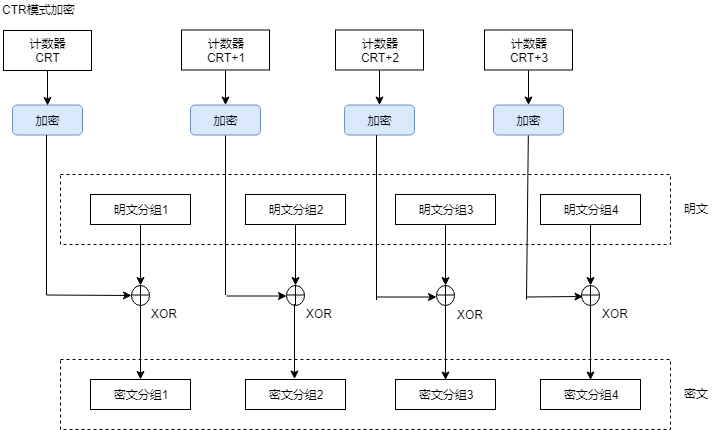 CTR模式加密
计数器
CRT
计数器
CRT+1
计数器
CRT+2
计数器
CRT+3
加密
加密
加密
加密
明文分组1
明文分组2
明文分组3
明文分组4
明文
XOR
XOR
XOR
XOR
密文分组1
密文分组2
密文分组3
密文分组4
密文